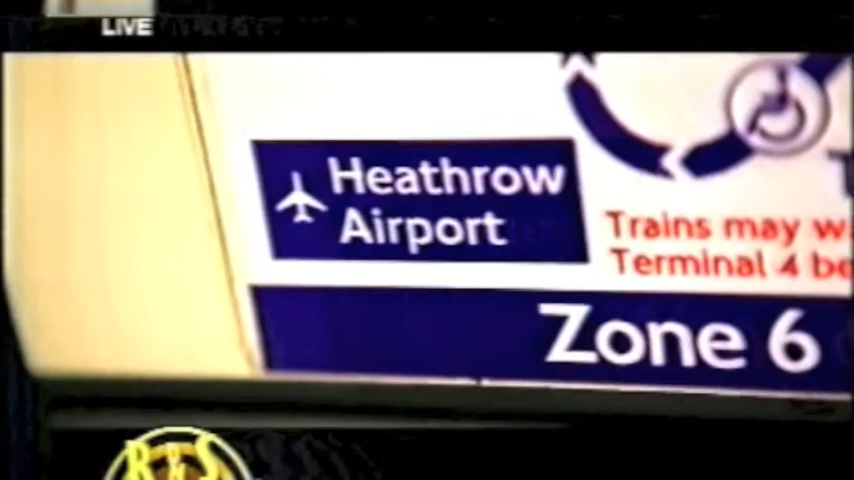 LIVE
Heathrow
Airport
Trains may
Terminal 4
Zone 6
R & S